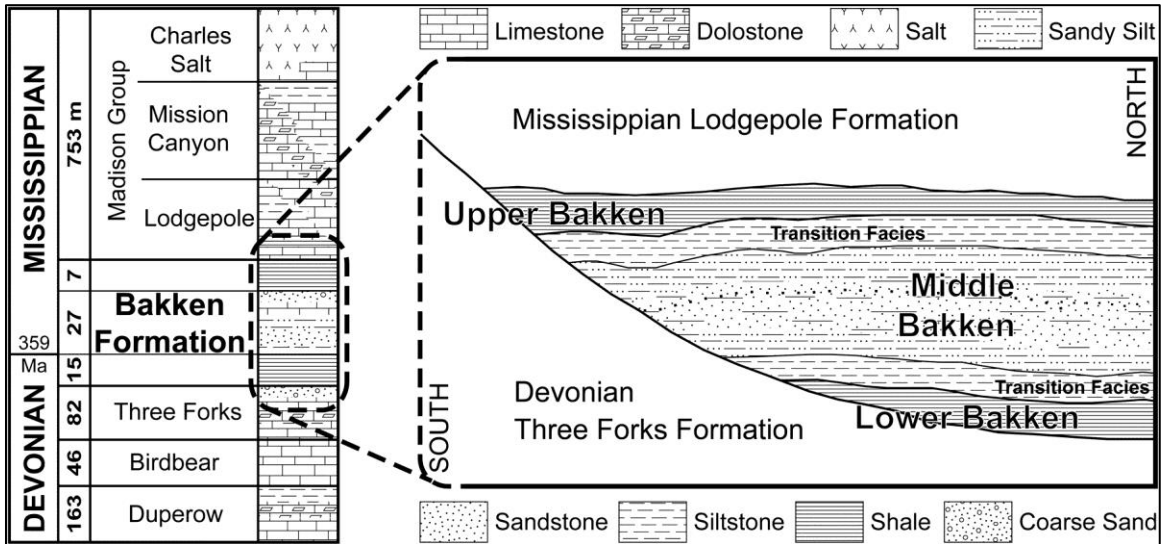 MISSISSIPPIAN
DEVONIAN
359
Ma
753 m
7
27
15
82
46
163
Madison Group
Charles
Salt
Mission
Canyon
Lodgepole
Bakken
Formation
Three Forks
Birdbear
Duperow
Limestone
Dolostone
Salt
Sandy Silt
Mississippian Lodgepole Formation
NORTH
Upper Bakken
Transition Facies
Middle
Bakken
Transition Facies
Lower Bakken
Devonian
Three Forks Formation
SOUTH
Sandstone
Siltstone
Shale
Coarse Sand